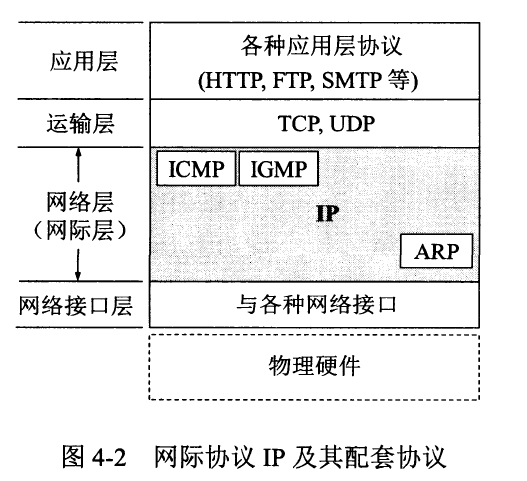 应用层
各种应用层协议
(HTTP, FTP, SMTP 等)
运输层
TCP, UDP
ICMP
IGMP
网络层
（网际层）
IP
ARP
网络接口层
与各种网络接口
物理硬件
图 4-2 网际协议 IP 及其配套协议